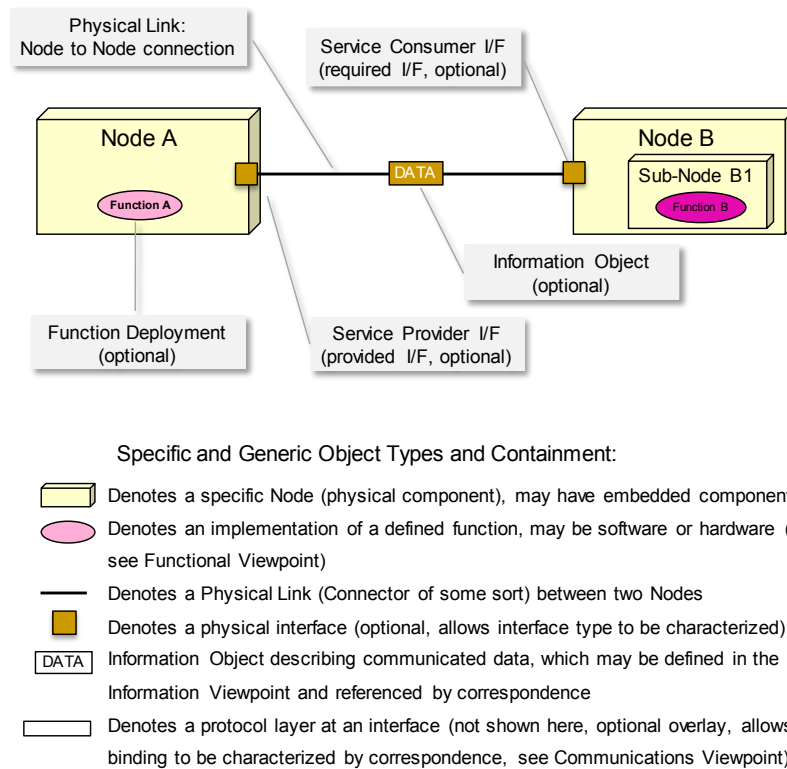 Physical Link:
Node to Node connection
Service Consumer I/F
(required I/F, optional)
Node A
Node B
DATA
Sub-Node B1
Function A
Function B
Information Object
(optional)
Function Deployment
(optional)
Service Provider I/F
(provided I/F, optional)
Specific and Generic Object Types and Containment:
Denotes a specific Node (physical component), may have embedded componen
Denotes an implementation of a defined function, may be software or hardware (
see Functional Viewpoint)
Denotes a Physical Link (Connector of some sort) between two Nodes
Denotes a physical interface (optional, allows interface type to be characterized)
DATA Information Object describing communicated data, which may be defined in the
Information Viewpoint and referenced by correspondence
Denotes a protocol layer at an interface (not shown here, optional overlay, allows
binding to be characterized by correspondence, see Communications Viewpoint)